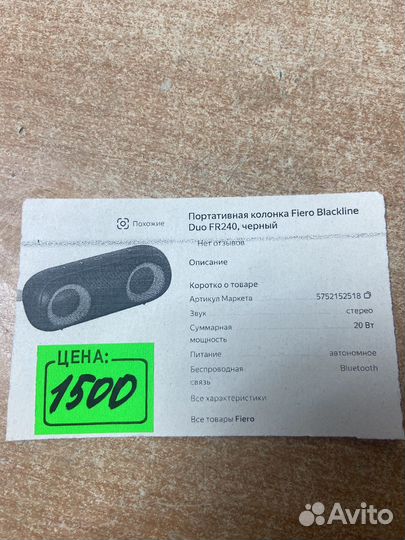 Похожие
Портативная колонка Fiero Blackline
Duo FR240, черный
Нет отзывов
Описание
Коротко о товаре
Артикул Маркета 5752152518
Звук стерео
Суммарная 20 Вт
мощность
Питание автономное
Беспроводная Bluetooth
связь
Все характеристики
Все товары Fiero
ЦЕНА:
1500
Avito